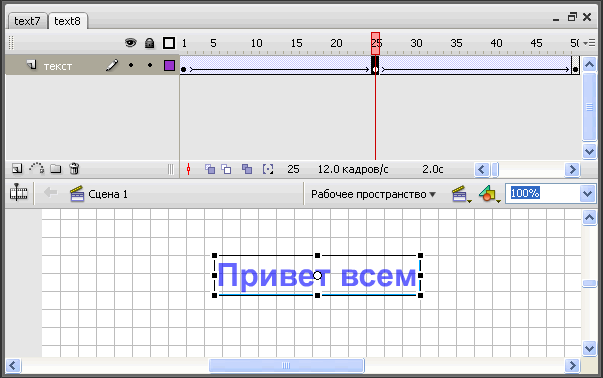 text7 text8
1 5 10 15 20 25 30 35 40 45 50
текст
25 12.0 кадров/с 2.0с
Сцена 1 Рабочее пространство 100%
Привет всем